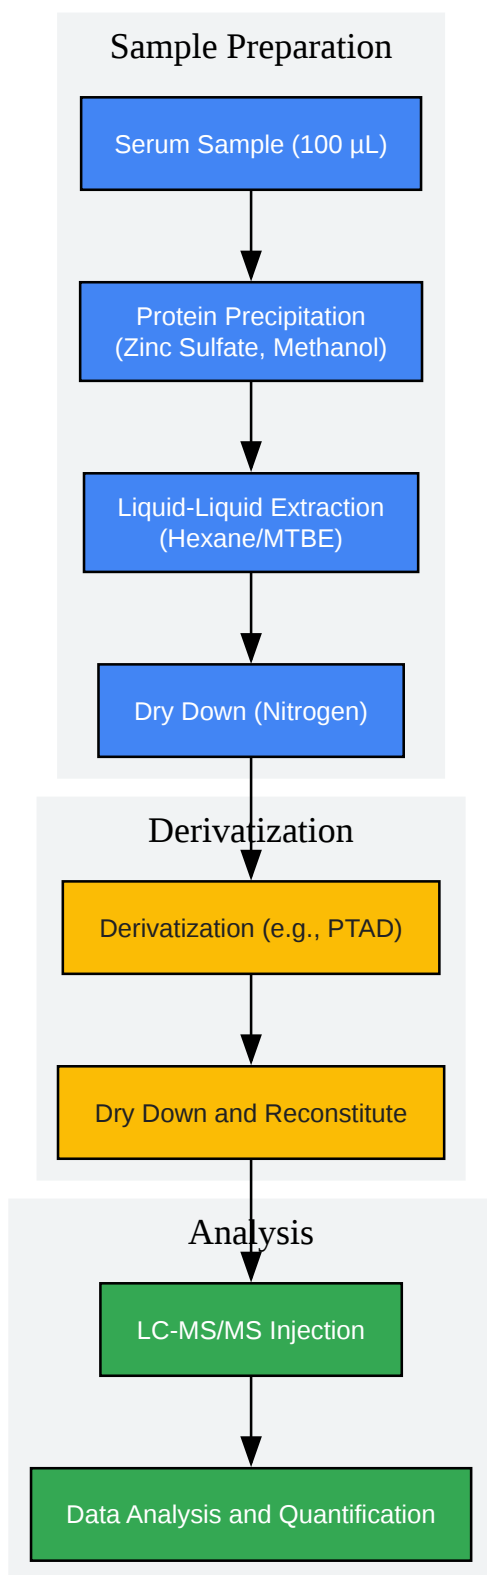 Sample Preparation
Serum Sample (100 µL)
Protein Precipitation
(Zinc Sulfate, Methanol)
Liquid-Liquid Extraction
(Hexane/MTBE)
Dry Down (Nitrogen)
Derivatization
Derivatization (e.g., PTAD)
Dry Down and Reconstitute
Analysis
LC-MS/MS Injection
Data Analysis and Quantification